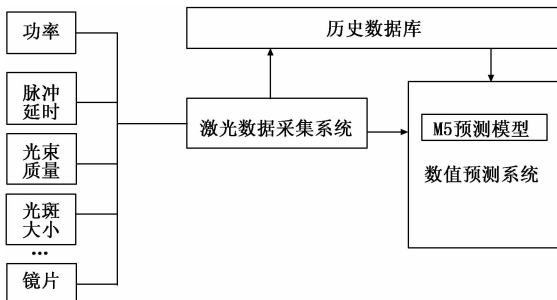 功率
脉冲
延时
光束
质量
光斑
大小
...
镜片
激光数据采集系统
历史数据库
M5预测模型
数值预测系统